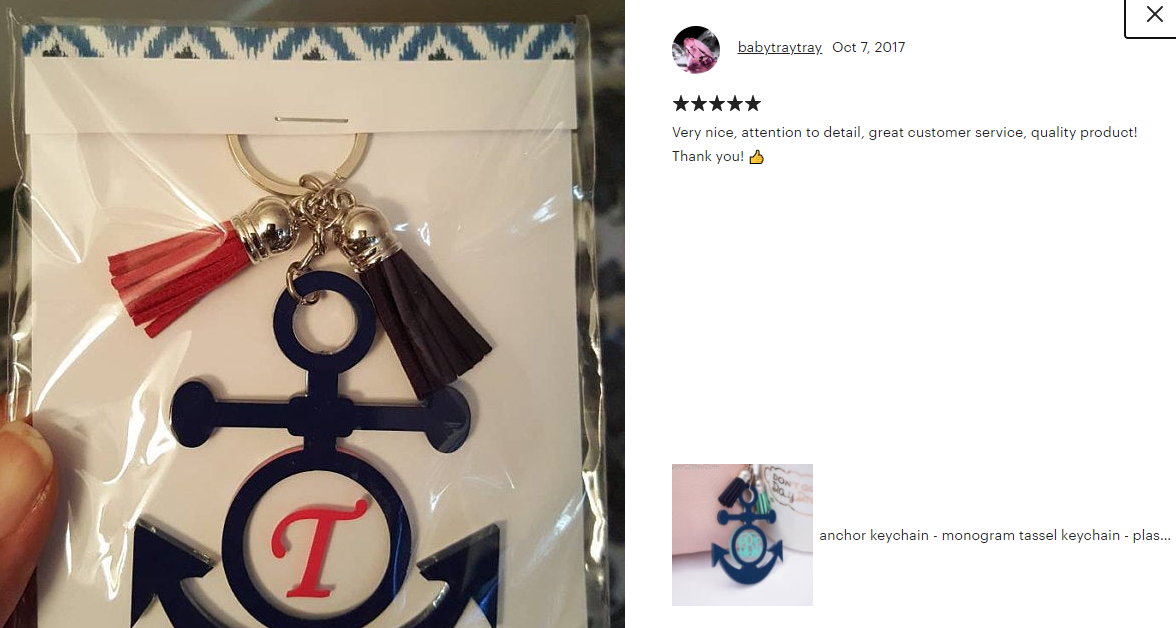 babytraytray Oct 7, 2017
Very nice, attention to detail, great customer service, quality product!
Thank you! 👍
T
anchor keychain - monogram tassel keychain - plas...